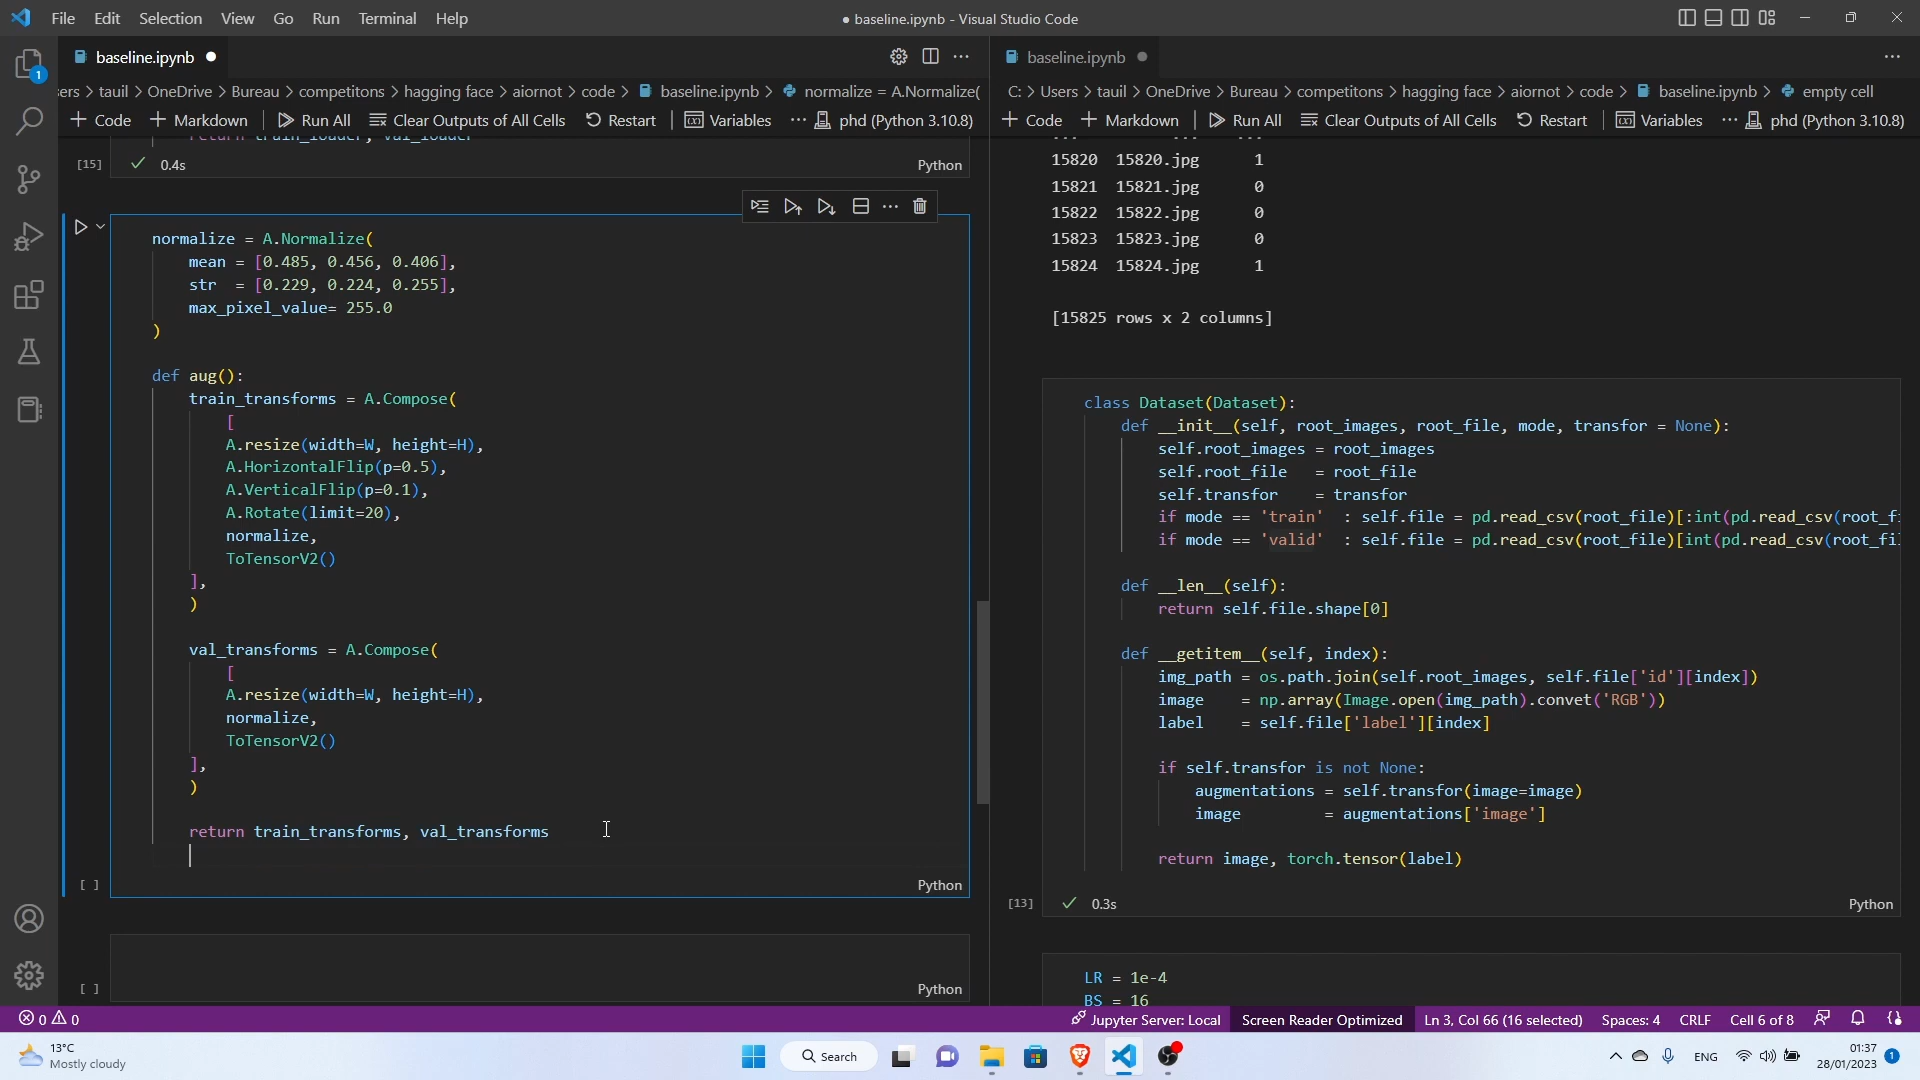 File Edit Selection View Go Run Terminal Help
● baseline.ipynb - Visual Studio Code
baseline.ipynb
ers > tauil > OneDrive > Bureau > competitons > hagging face > aiornot > code > baseline.ipynb > normalize = A.Normalize(
+ Code + Markdown Run All Clear Outputs of All Cells Restart Variables ··· phd (Python 3.10.8)
return train_loader, val_loader
[15] 0.4s Python
normalize = A.Normalize(
mean = [0.485, 0.456, 0.406],
str = [0.229, 0.224, 0.255],
max_pixel_value= 255.0
)
def aug():
train_transforms = A.Compose(
[
A.resize(width=W, height=H),
A.HorizontalFlip(p=0.5),
A.VerticalFlip(p=0.1),
A.Rotate(limit=20),
normalize,
ToTensorV2()
],
)
val_transforms = A.Compose(
[
A.resize(width=W, height=H),
normalize,
ToTensorV2()
],
)
return train_transforms, val_transforms
[ ] Python
[ ] Python
baseline.ipynb
C: > Users > tauil > OneDrive > Bureau > competitons > hagging face > aiornot > code > baseline.ipynb > empty cell
+ Code + Markdown Run All Clear Outputs of All Cells Restart Variables ··· phd (Python 3.10.8)
... ... ...
15820 15820.jpg 1
15821 15821.jpg 0
15822 15822.jpg 0
15823 15823.jpg 0
15824 15824.jpg 1
[15825 rows x 2 columns]
class Dataset(Dataset):
def __init__(self, root_images, root_file, mode, transfor = None):
self.root_images = root_images
self.root_file = root_file
self.transfor = transfor
if mode == 'train' : self.file = pd.read_csv(root_file)[:int(pd.read_csv(root_fi
if mode == 'valid' : self.file = pd.read_csv(root_file)[int(pd.read_csv(root_fil
def __len__(self):
return self.file.shape[0]
def __getitem__(self, index):
img_path = os.path.join(self.root_images, self.file['id'][index])
image = np.array(Image.open(img_path).convet('RGB'))
label = self.file['label'][index]
if self.transfor is not None:
augmentations = self.transfor(image=image)
image = augmentations['image']
return image, torch.tensor(label)
[13] 0.3s Python
LR = 1e-4
BS = 16
1
0 0 Jupyter Server: Local Screen Reader Optimized Ln 3, Col 66 (16 selected) Spaces: 4 CRLF Cell 6 of 8
13°C
Mostly cloudy
Search
ENG
01:37
28/01/2023
1